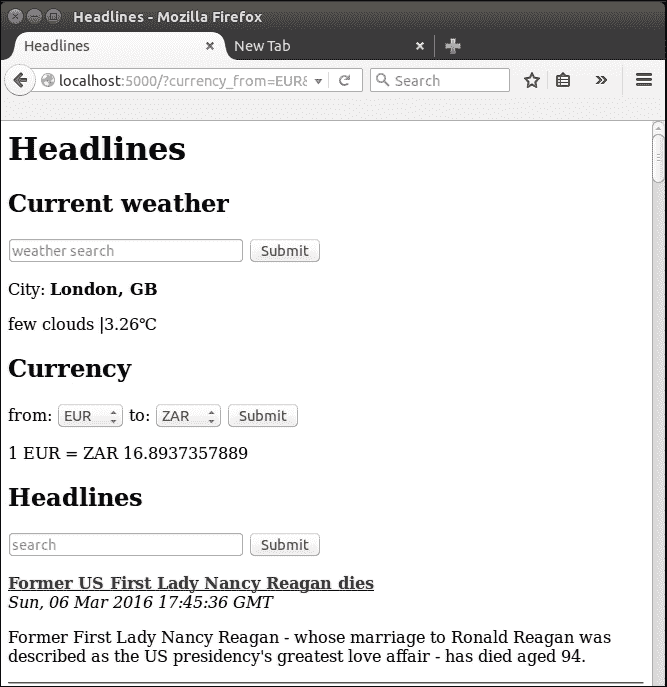 Headlines - Mozilla Firefox
Headlines
New Tab
localhost:5000/?currency_from=EUR&
Search
Headlines
Current weather
weather search Submit
City: London, GB
few clouds |3.26℃
Currency
from: EUR to: ZAR Submit
1 EUR = ZAR 16.8937357889
Headlines
search Submit
Former US First Lady Nancy Reagan dies
Sun, 06 Mar 2016 17:45:36 GMT
Former First Lady Nancy Reagan - whose marriage to Ronald Reagan was
described as the US presidency's greatest love affair - has died aged 94.